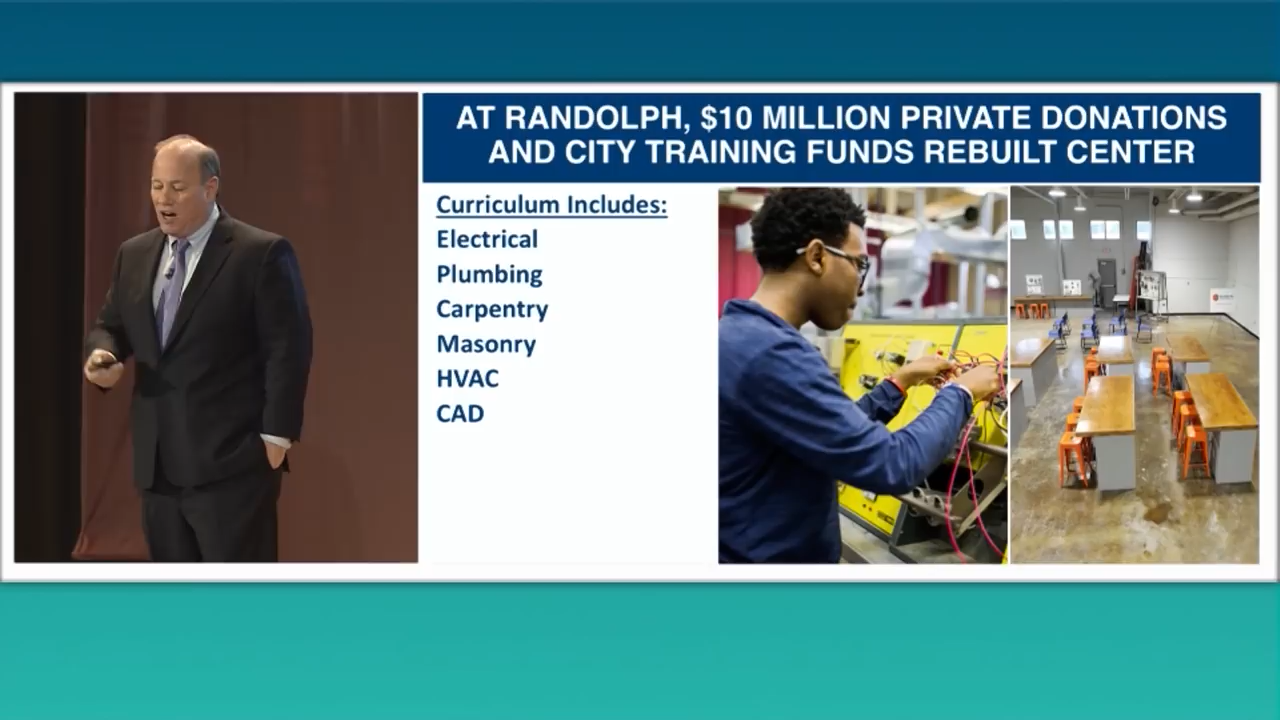 AT RANDOLPH, $10 MILLION PRIVATE DONATIONS
AND CITY TRAINING FUNDS REBUILT CENTER
Curriculum Includes:
Electrical
Plumbing
Carpentry
Masonry
HVAC
CAD